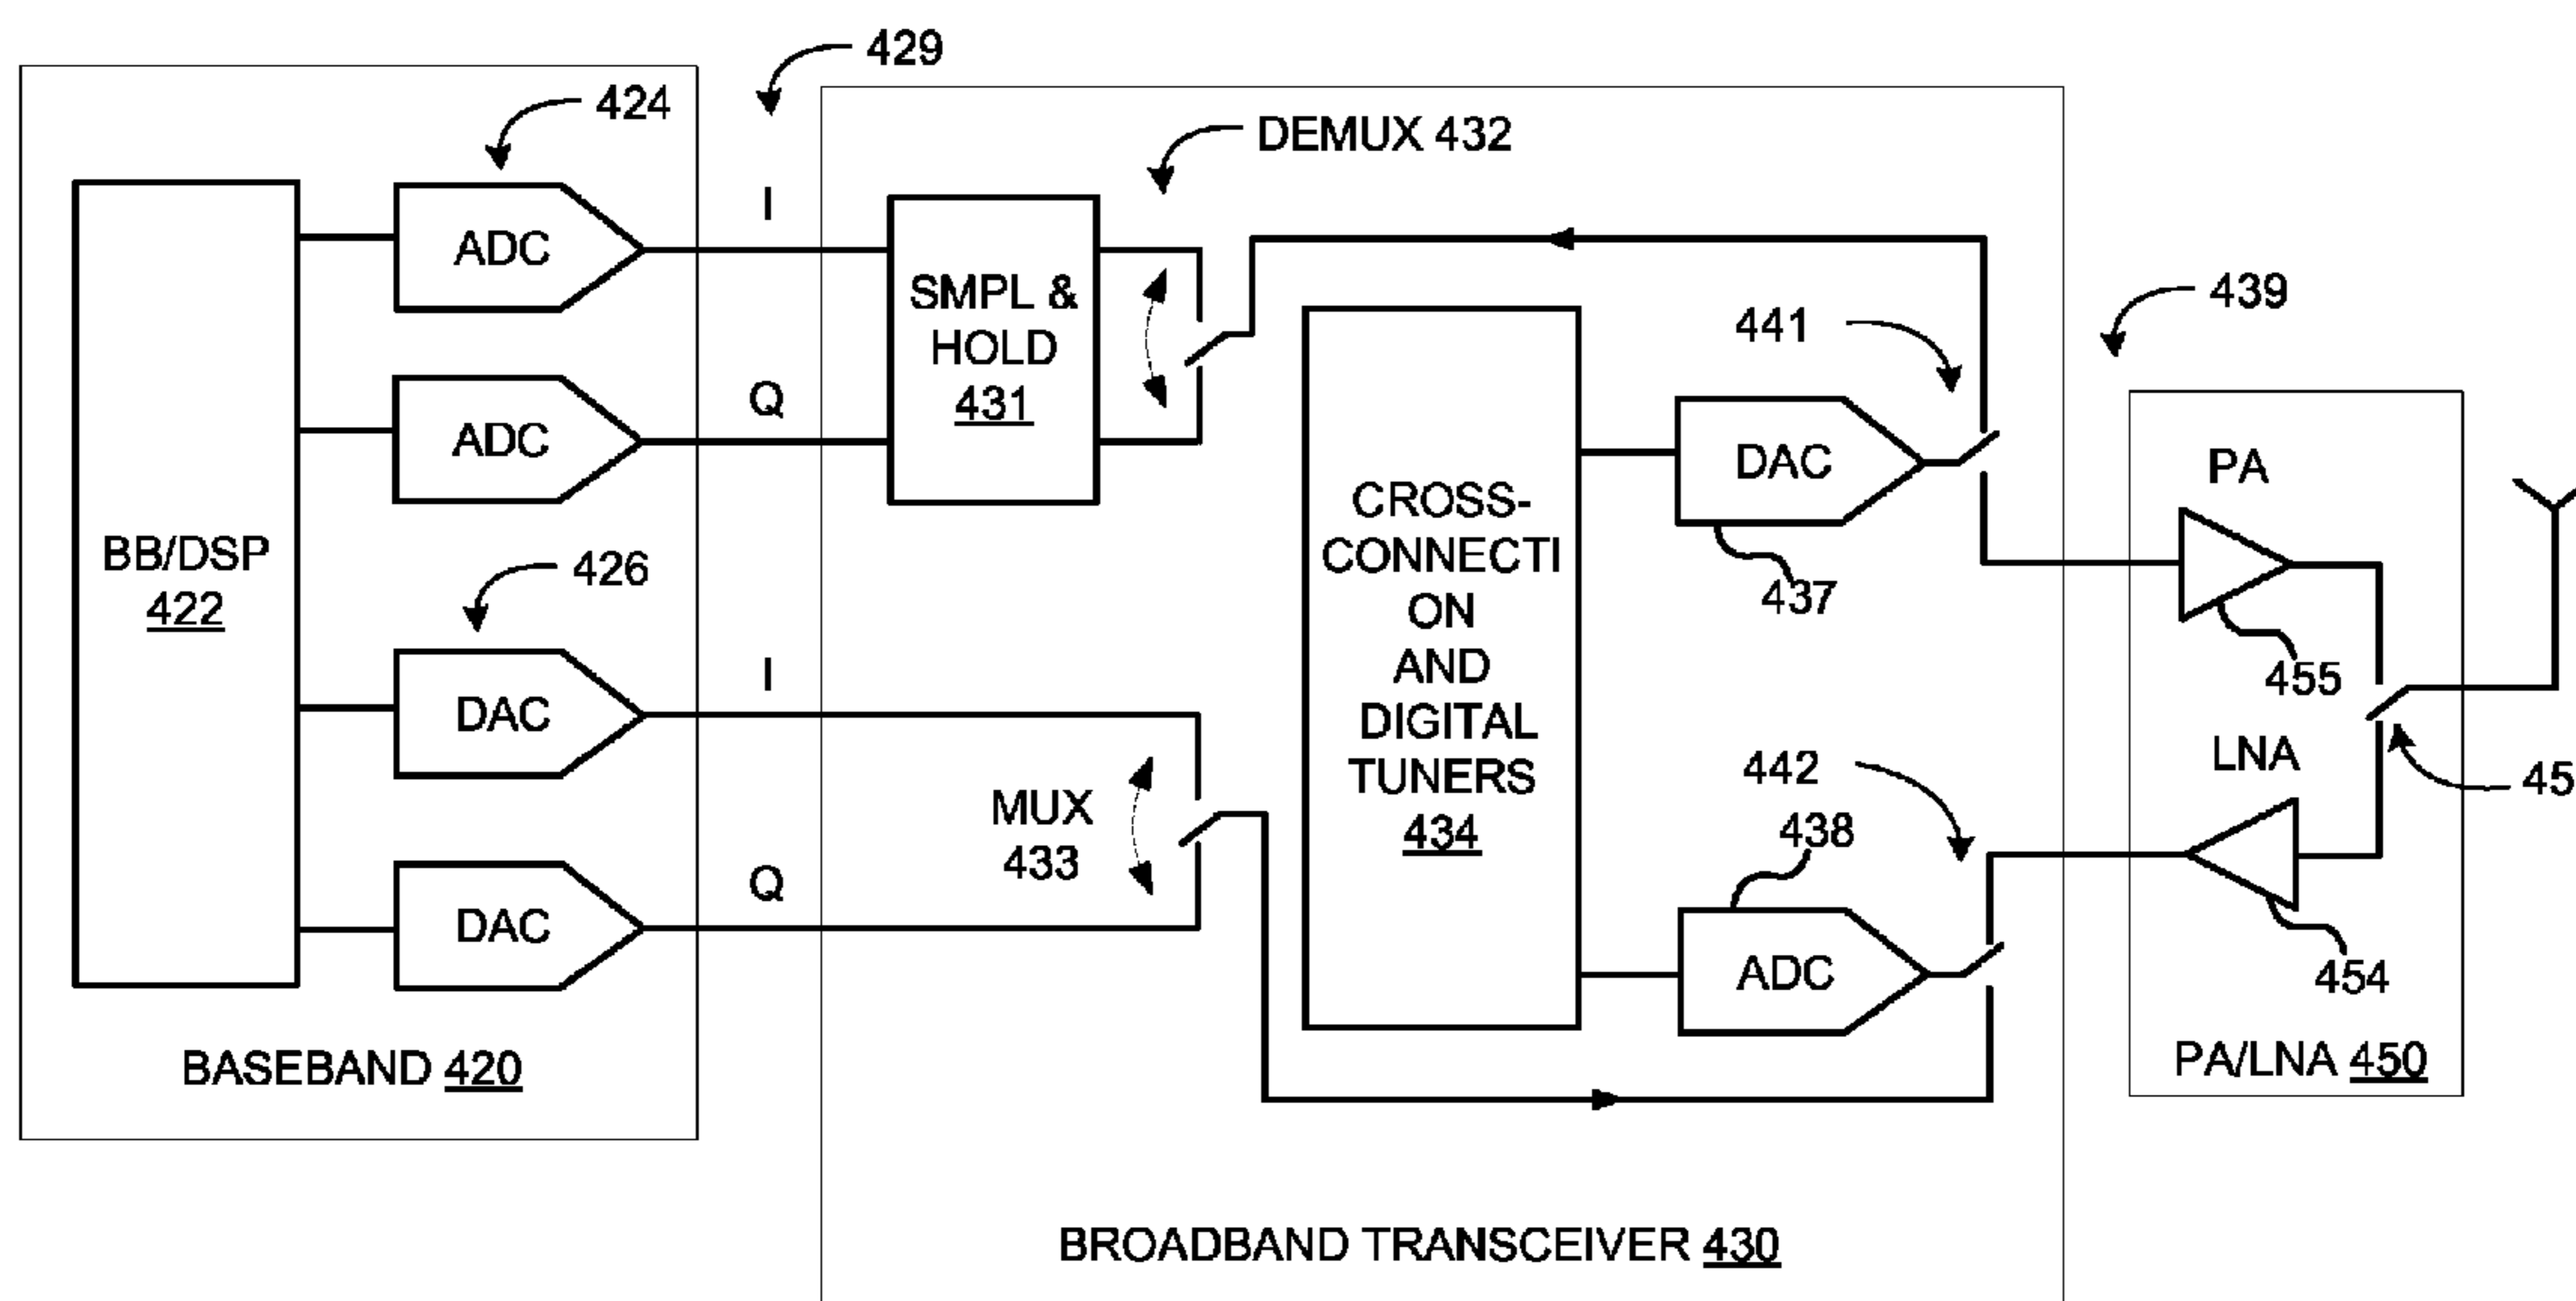 429
424
DEMUX 432
I
ADC
SMPL &
HOLD
431
439
441
Q
ADC
DAC
437
PA
455
CROSS-
CONNECTI
ON
AND
DIGITAL
TUNERS
434
BB/DSP
422
426
I
DAC
MUX
433
442
438
LNA
45
Q
DAC
ADC
454
BASEBAND 420
PA/LNA 450
BROADBAND TRANSCEIVER 430